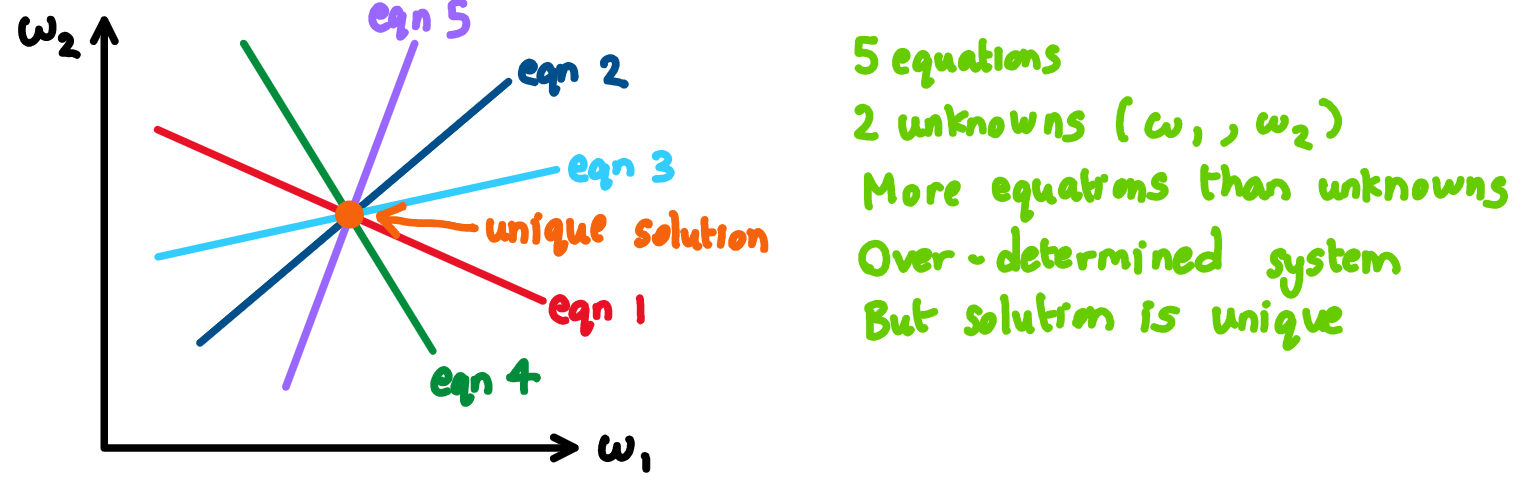 ω₂
eqn 5
eqn 2
eqn 3
unique solution
eqn 1
eqn 4
ω₁
5 equations
2 unknowns (ω₁, ω₂)
More equations than unknowns
Over-determined system
But solution is unique